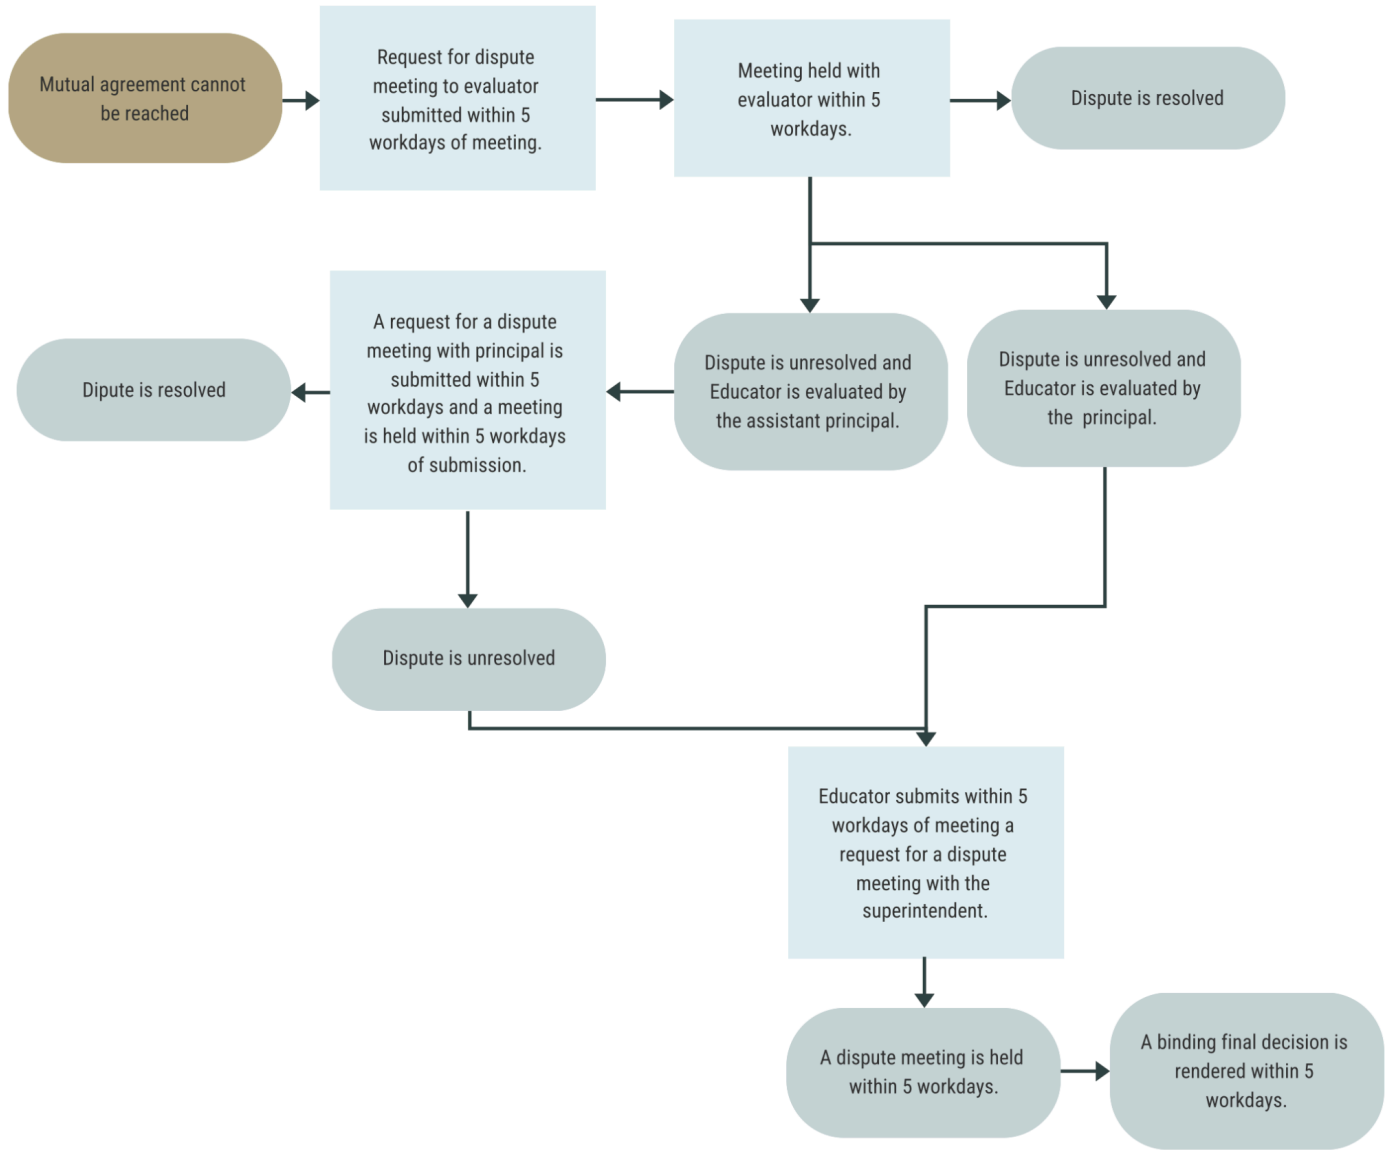 Mutual agreement cannot
be reached
Request for dispute
meeting to evaluator
submitted within 5
workdays of meeting.
Meeting held with
evaluator within 5
workdays.
Dispute is resolved
Dipute is resolved
A request for a dispute
meeting with principal is
submitted within 5
workdays and a meeting
is held within 5 workdays
of submission.
Dispute is unresolved and
Educator is evaluated by
the assistant principal.
Dispute is unresolved and
Educator is evaluated by
the principal.
Dispute is unresolved
Educator submits within 5
workdays of meeting a
request for a dispute
meeting with the
superintendent.
A dispute meeting is held
within 5 workdays.
A binding final decision is
rendered within 5
workdays.